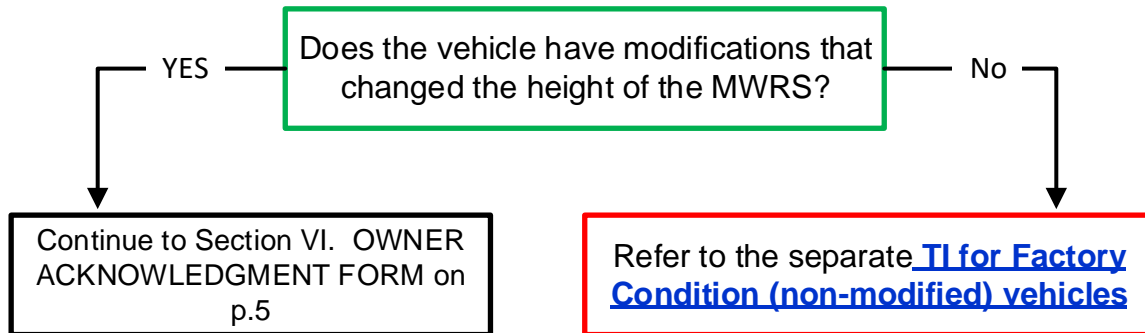 Does the vehicle have modifications that
changed the height of the MWRS?
YES
No
Continue to Section VI. OWNER
ACKNOWLEDGMENT FORM on
p.5
Refer to the separate TI for Factory
Condition (non-modified) vehicles